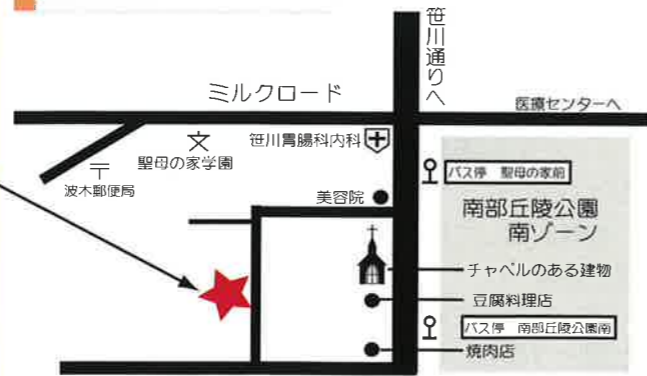 笹川通りへ
ミルクロード
医療センターへ
笹川胃腸科内科
文
聖母の家学園
〒
波木郵便局
バス停 聖母の家前
美容院
南部丘陵公園
南ゾーン
チャペルのある建物
豆腐料理店
バス停 南部丘陵公園南
焼肉店